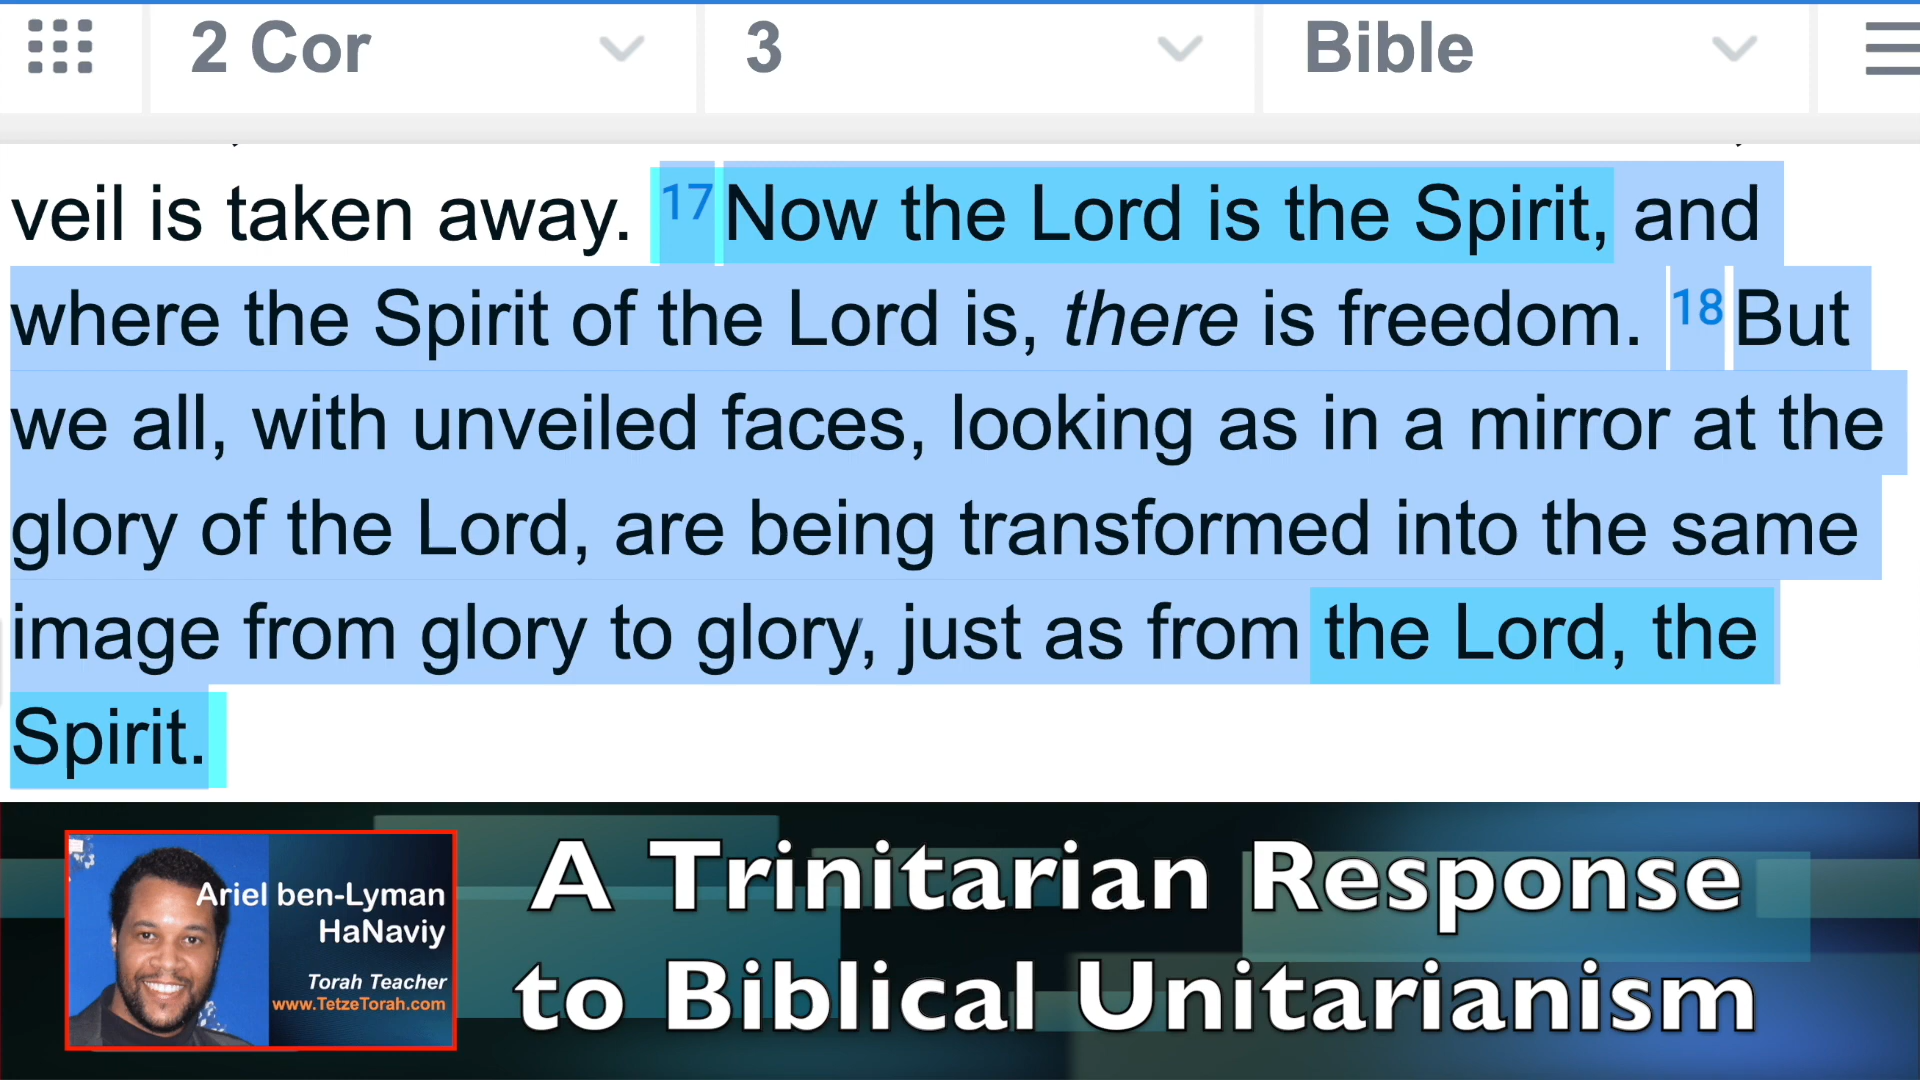 2 Cor
3
Bible
veil is taken away. 17 Now the Lord is the Spirit, and
where the Spirit of the Lord is, there is freedom. 18 But
we all, with unveiled faces, looking as in a mirror at the
glory of the Lord, are being transformed into the same
image from glory to glory, just as from the Lord, the
Spirit.
Ariel ben-Lyman
HaNaviy
Torah Teacher
www.TetzeTorah.com
A Trinitarian Response
to Biblical Unitarianism